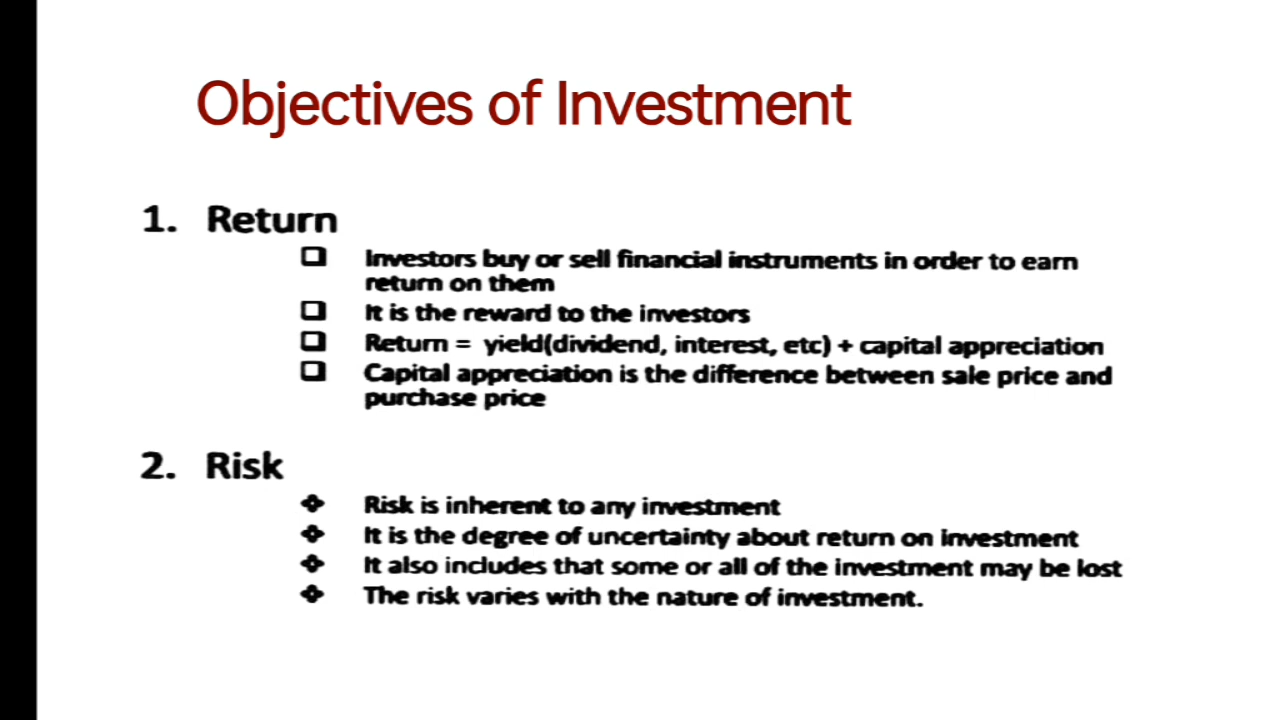 Objectives of Investment
1. Return
❑ Investors buy or sell financial instruments in order to earn
return on them
❑ It is the reward to the investors
❑ Return = yield(dividend, interest, etc) + capital appreciation
❑ Capital appreciation is the difference between sale price and
purchase price
2. Risk
❖ Risk is inherent to any investment
❖ It is the degree of uncertainty about return on investment
❖ It also includes that some or all of the investment may be lost
❖ The risk varies with the nature of investment.